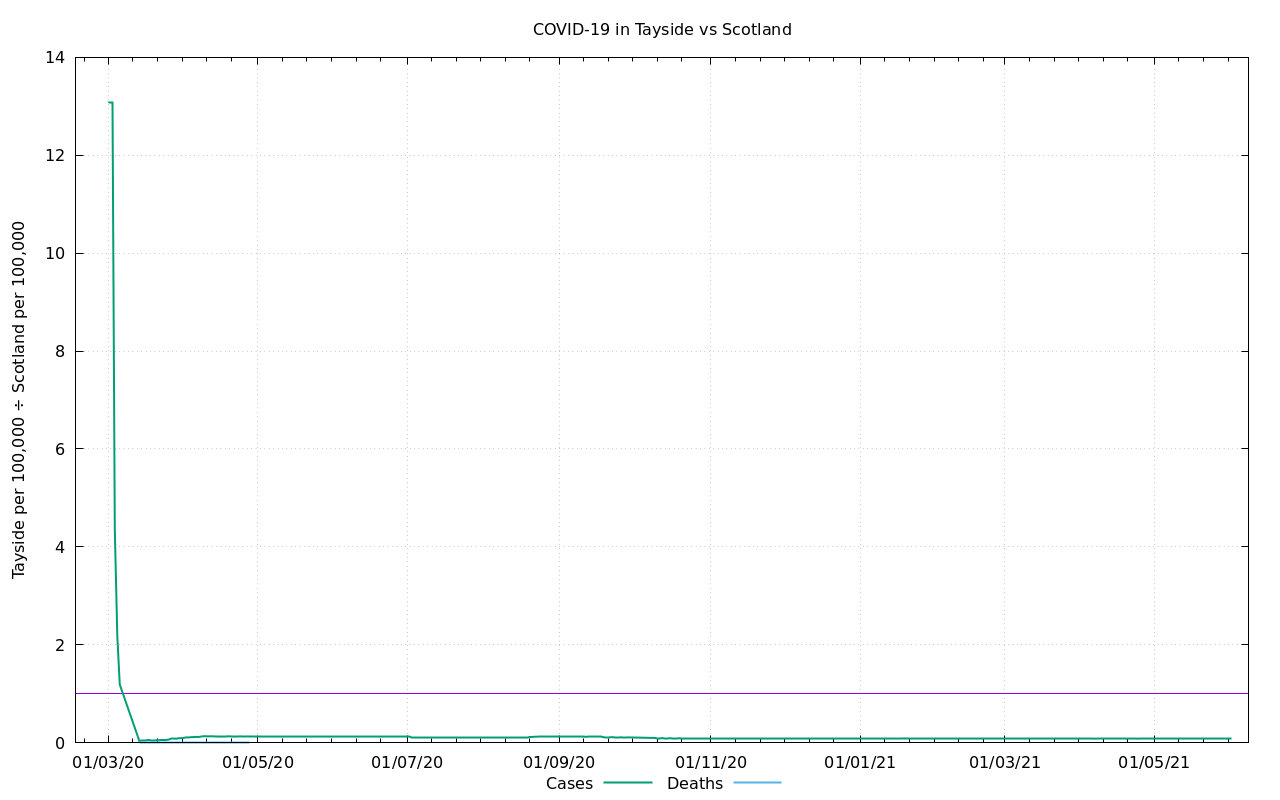 COVID-19 in Tayside vs Scotland
Tayside per 100,000 ÷ Scotland per 100,000
14
12
10
8
6
4
2
0
01/03/20 01/05/20 01/07/20 01/09/20 01/11/20 01/01/21 01/03/21 01/05/21
Cases Deaths